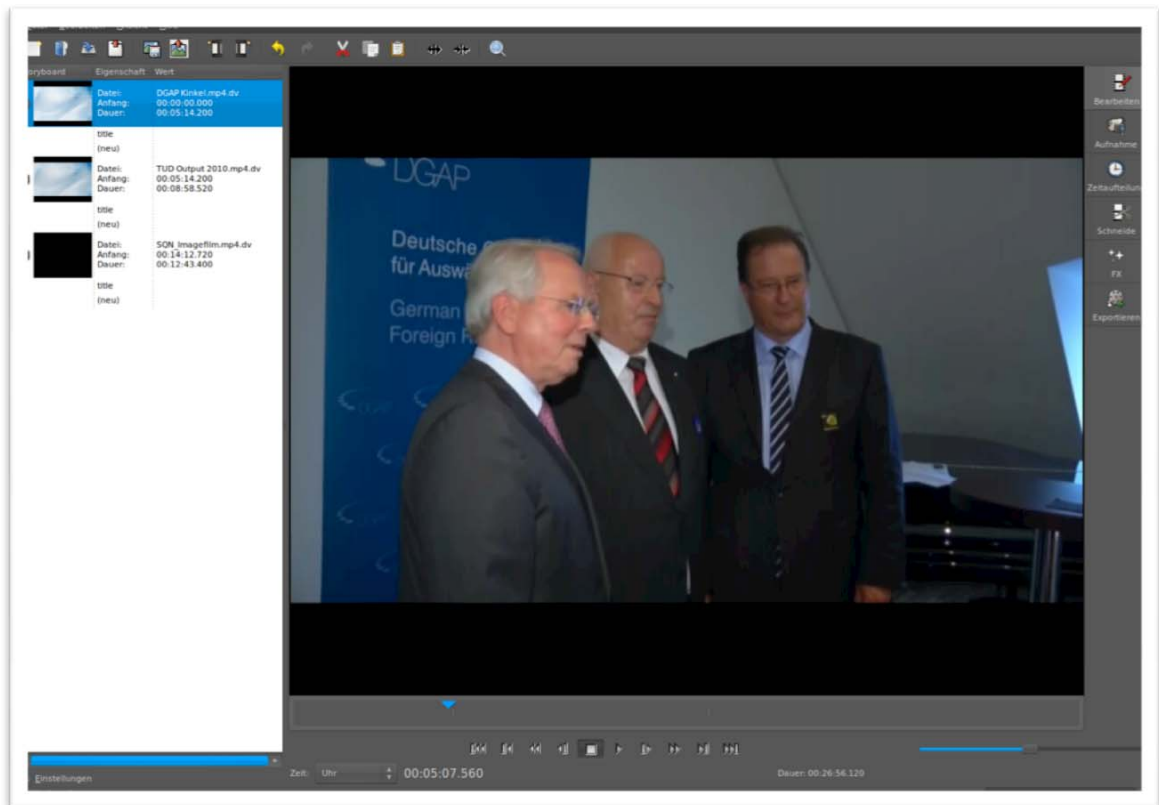 Storyboard Eigenschaft Wert
Datei: DGAP Kinkel.mp4.dv
Anfang: 00:00:00.000
Dauer: 00:05:14.200
title
(neu)
Datei: TUD Output 2010.mp4.dv
Anfang: 00:05:14.200
Dauer: 00:08:58.520
title
(neu)
Datei: SQN_Imagefilm.mp4.dv
Anfang: 00:14:12.720
Dauer: 00:12:43.400
title
(neu)
DGAP
Deutsche
für Ausw
German
Foreign
Bearbeiten
Aufnahme
Zeitaufteilun
Schneide
FX
Exportieren
Einstellungen
Zeit: Uhr 00:05:07.560 Dauer: 00:26:56.120